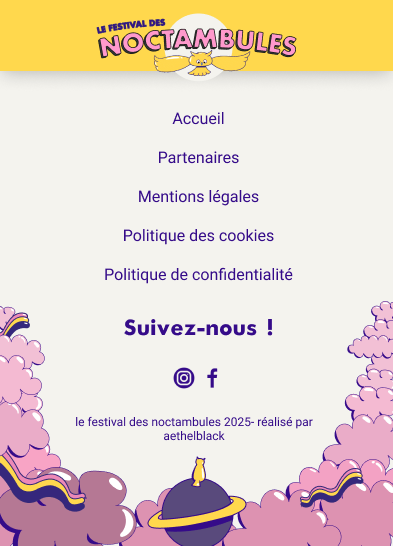 LE FESTIVAL DES
NOCTAMBULES
Accueil
Partenaires
Mentions légales
Politique des cookies
Politique de confidentialité
Suivez-nous !
le festival des noctambules 2025- réalisé par
aethelblack